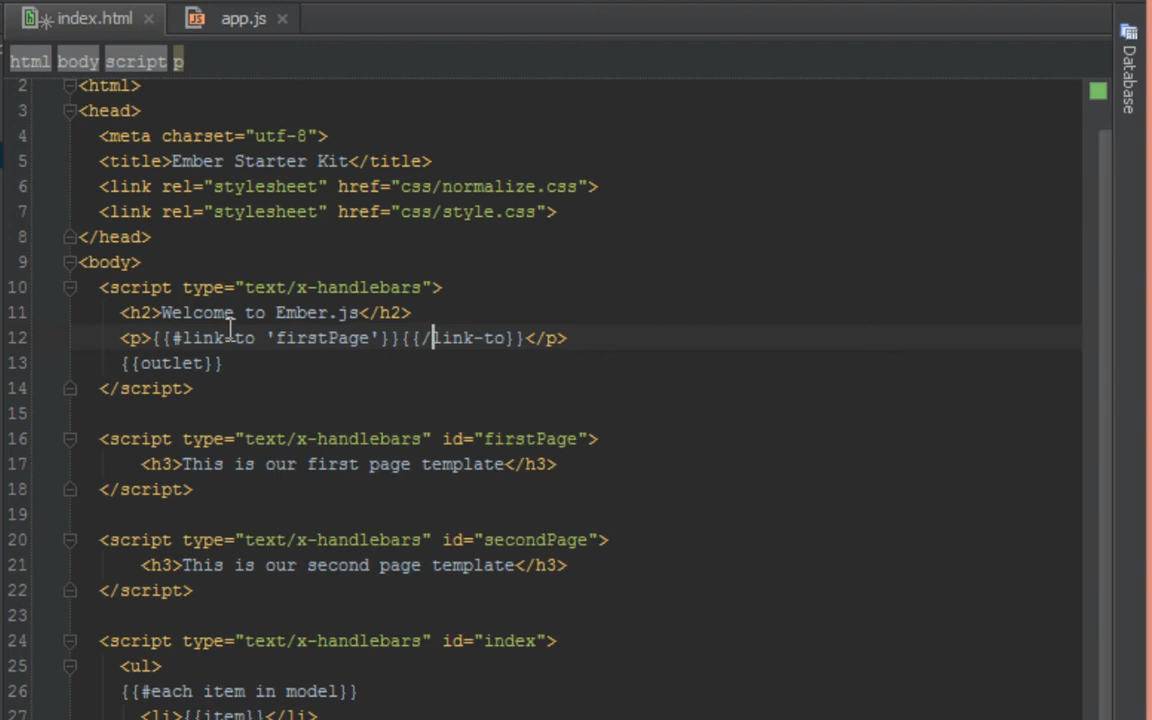 index.html app.js
html body script p
2 <html>
3 <head>
4 <meta charset="utf-8">
5 <title>Ember Starter Kit</title>
6 <link rel="stylesheet" href="css/normalize.css">
7 <link rel="stylesheet" href="css/style.css">
8 </head>
9 <body>
10 <script type="text/x-handlebars">
11 <h2>Welcome to Ember.js</h2>
12 <p>{{#link-to 'firstPage'}}{{/link-to}}</p>
13 {{outlet}}
14 </script>
15
16 <script type="text/x-handlebars" id="firstPage">
17 <h3>This is our first page template</h3>
18 </script>
19
20 <script type="text/x-handlebars" id="secondPage">
21 <h3>This is our second page template</h3>
22 </script>
23
24 <script type="text/x-handlebars" id="index">
25 <ul>
26 {{#each item in model}}
27 <li>{{item}}</li>
Database